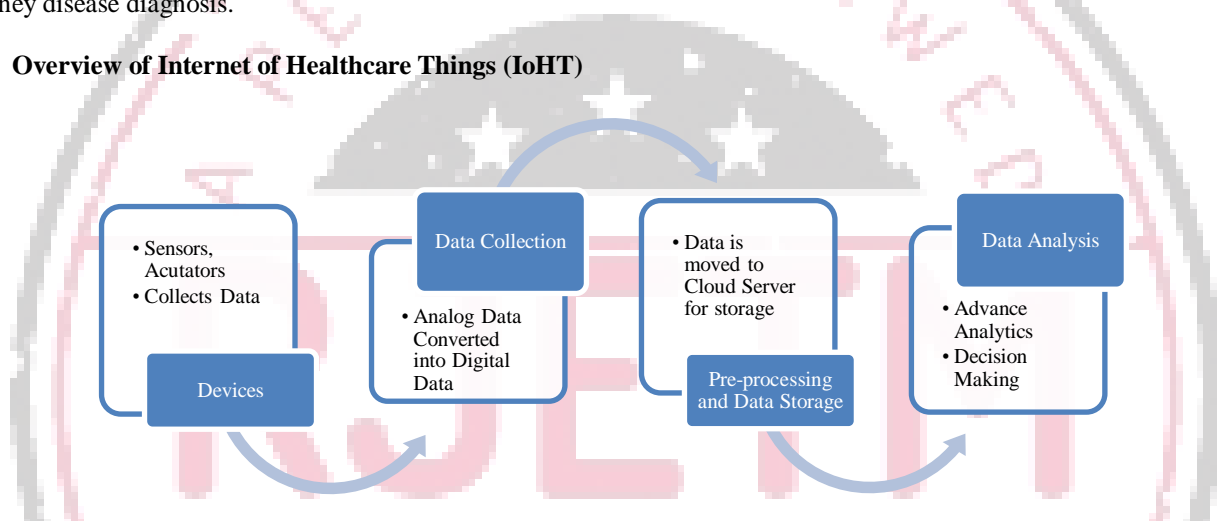 ney disease diagnosis.
Overview of Internet of Healthcare Things (IoHT)
• Sensors,
Acutators
• Collects Data
Devices
Data Collection
• Analog Data
Converted
into Digital
Data
• Data is
moved to
Cloud Server
for storage
Pre-processing
and Data Storage
Data Analysis
• Advance
Analytics
• Decision
Making